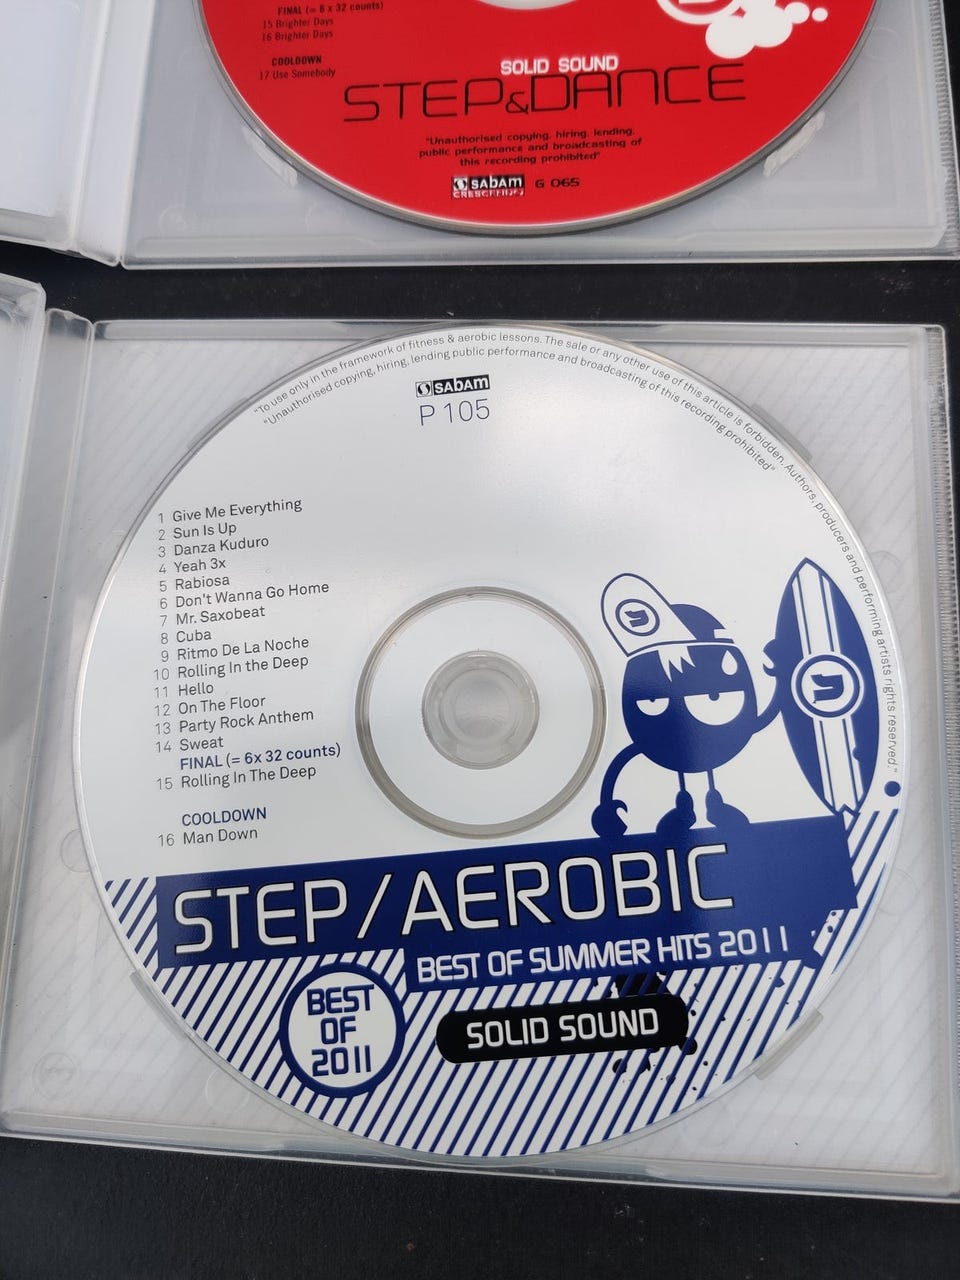 FINAL (= 6 x 32 counts)
15 Brighter Days
16 Brighter Days
COOLDOWN
17 Use Somebody
SOLID SOUND
STEP&DANCE
"Unauthorised copying, hiring, lending,
public performance and broadcasting of
this recording prohibited"
sabam G 065
"To use only in the framework of fitness & aerobic lessons. The sale or any other use of this article is forbidden. Authors, producers and performing artists rights reserved."
"Unauthorised copying, hiring, lending public performance and broadcasting of this recording prohibited"
sabam
P 105
1 Give Me Everything
2 Sun Is Up
3 Danza Kuduro
4 Yeah 3x
5 Rabiosa
6 Don't Wanna Go Home
7 Mr. Saxobeat
8 Cuba
9 Ritmo De La Noche
10 Rolling In the Deep
11 Hello
12 On The Floor
13 Party Rock Anthem
14 Sweat
FINAL (= 6x 32 counts)
15 Rolling In The Deep
COOLDOWN
16 Man Down
STEP/AEROBIC
BEST OF SUMMER HITS 2011
BEST
OF
2011
SOLID SOUND